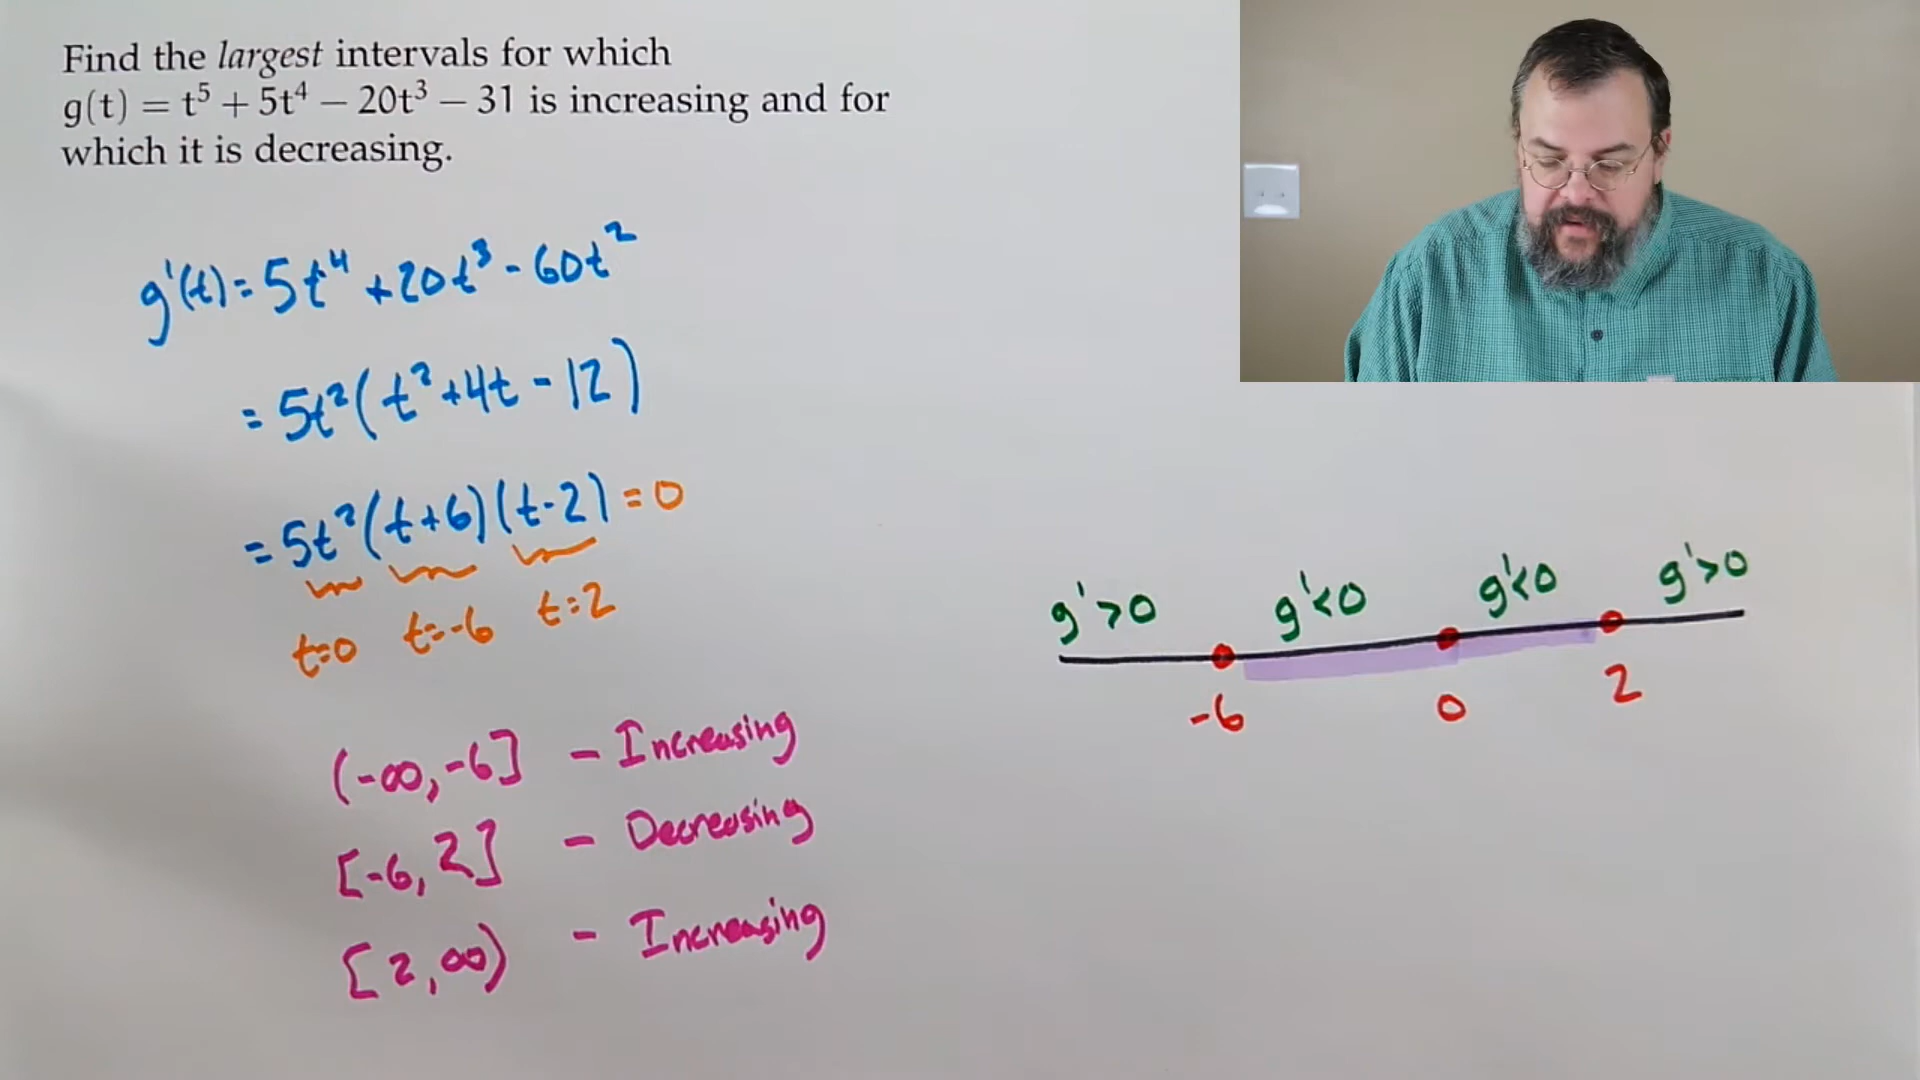 Find the largest intervals for which
g(t) = t⁵ + 5t⁴ − 20t³ − 31 is increasing and for
which it is decreasing.
g'(t) = 5t⁴ + 20t³ - 60t²
= 5t²(t² + 4t - 12)
= 5t²(t+6)(t-2) = 0
t=0 t=-6 t=2
(-∞, -6] - Increasing
[-6, 2] - Decreasing
[2, ∞) - Increasing
g'>0 g'<0 g'<0 g'>0
-6 0 2